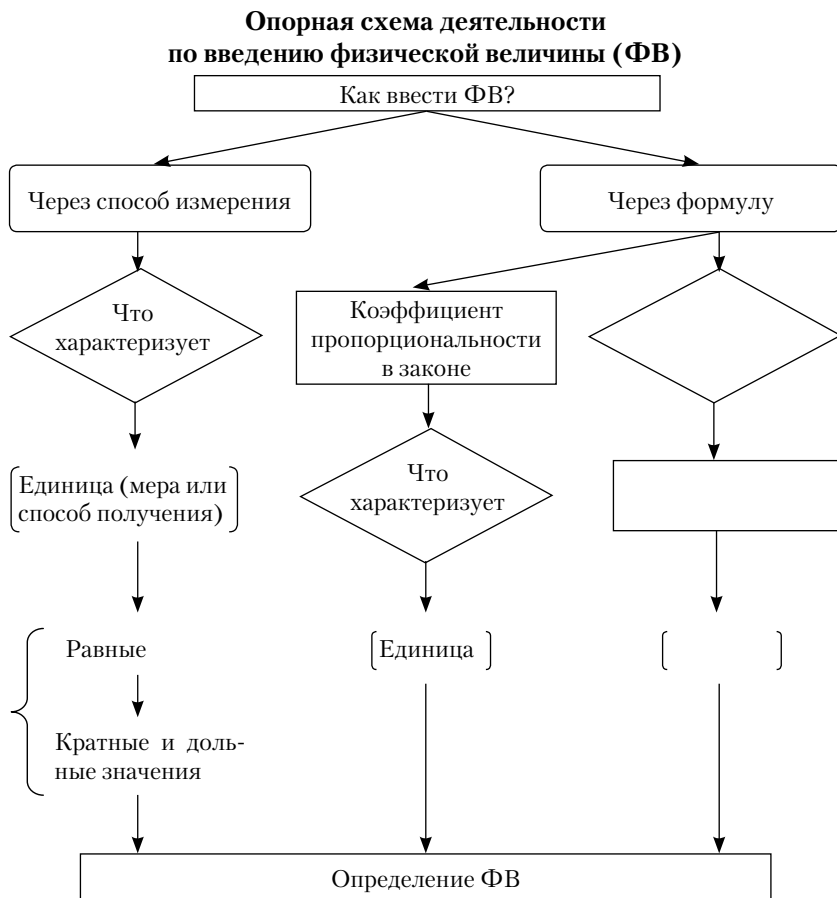 Опорная схема деятельности
по введению физической величины (ФВ)
Как ввести ФВ?
Через способ измерения
Через формулу
Что
характеризует
Коэффициент
пропорциональности
в законе
Единица (мера или
способ получения)
Что
характеризует
Равные
Единица
Кратные и доль-
ные значения
Определение ФВ